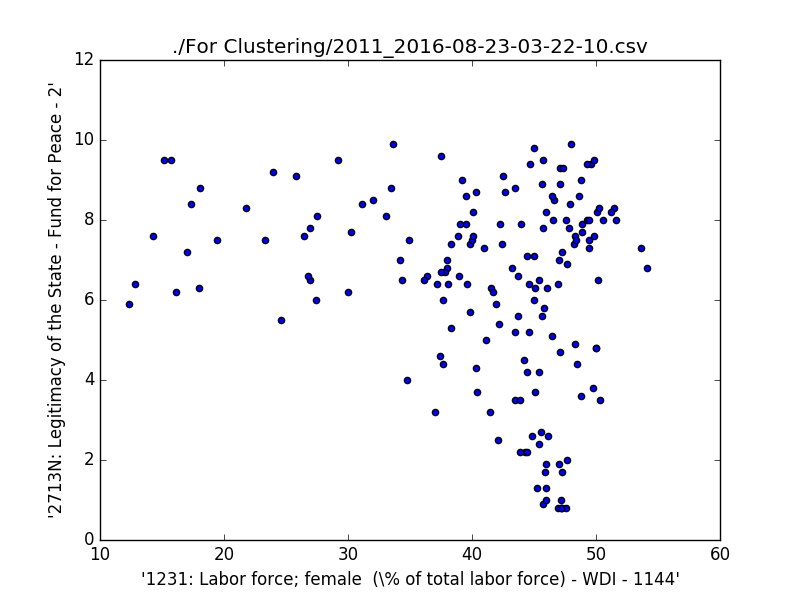 ./For Clustering/2011_2016-08-23-03-22-10.csv
12
10
8
6
4
2
0
'2713N: Legitimacy of the State - Fund for Peace - 2'
10 20 30 40 50 60
'1231: Labor force; female  (\% of total labor force) - WDI - 1144'